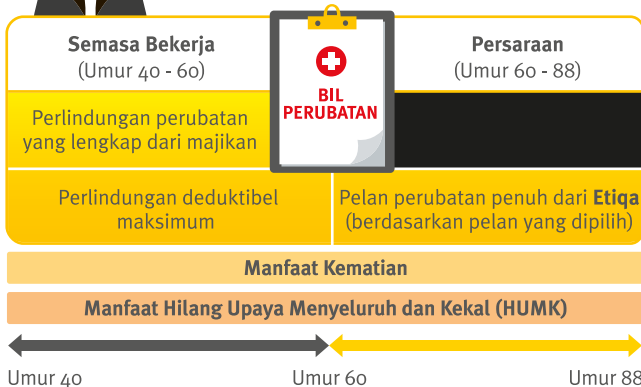 Semasa Bekerja
(Umur 40 - 60)
BIL
PERUBATAN
Persaraan
(Umur 60 - 88)
Perlindungan perubatan
yang lengkap dari majikan
Perlindungan deduktibel
maksimum
Pelan perubatan penuh dari Etiqa
(berdasarkan pelan yang dipilih)
Manfaat Kematian
Manfaat Hilang Upaya Menyeluruh dan Kekal (HUMK)
Umur 40 Umur 60 Umur 88